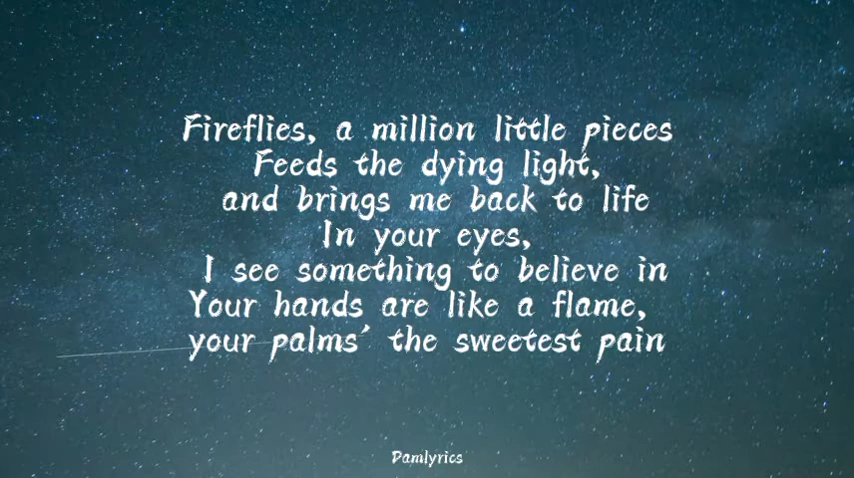 Fireflies, a million little pieces
Feeds the dying light,
and brings me back to life
In your eyes,
I see something to believe in
Your hands are like a flame,
your palms' the sweetest pain
Pamlyrics